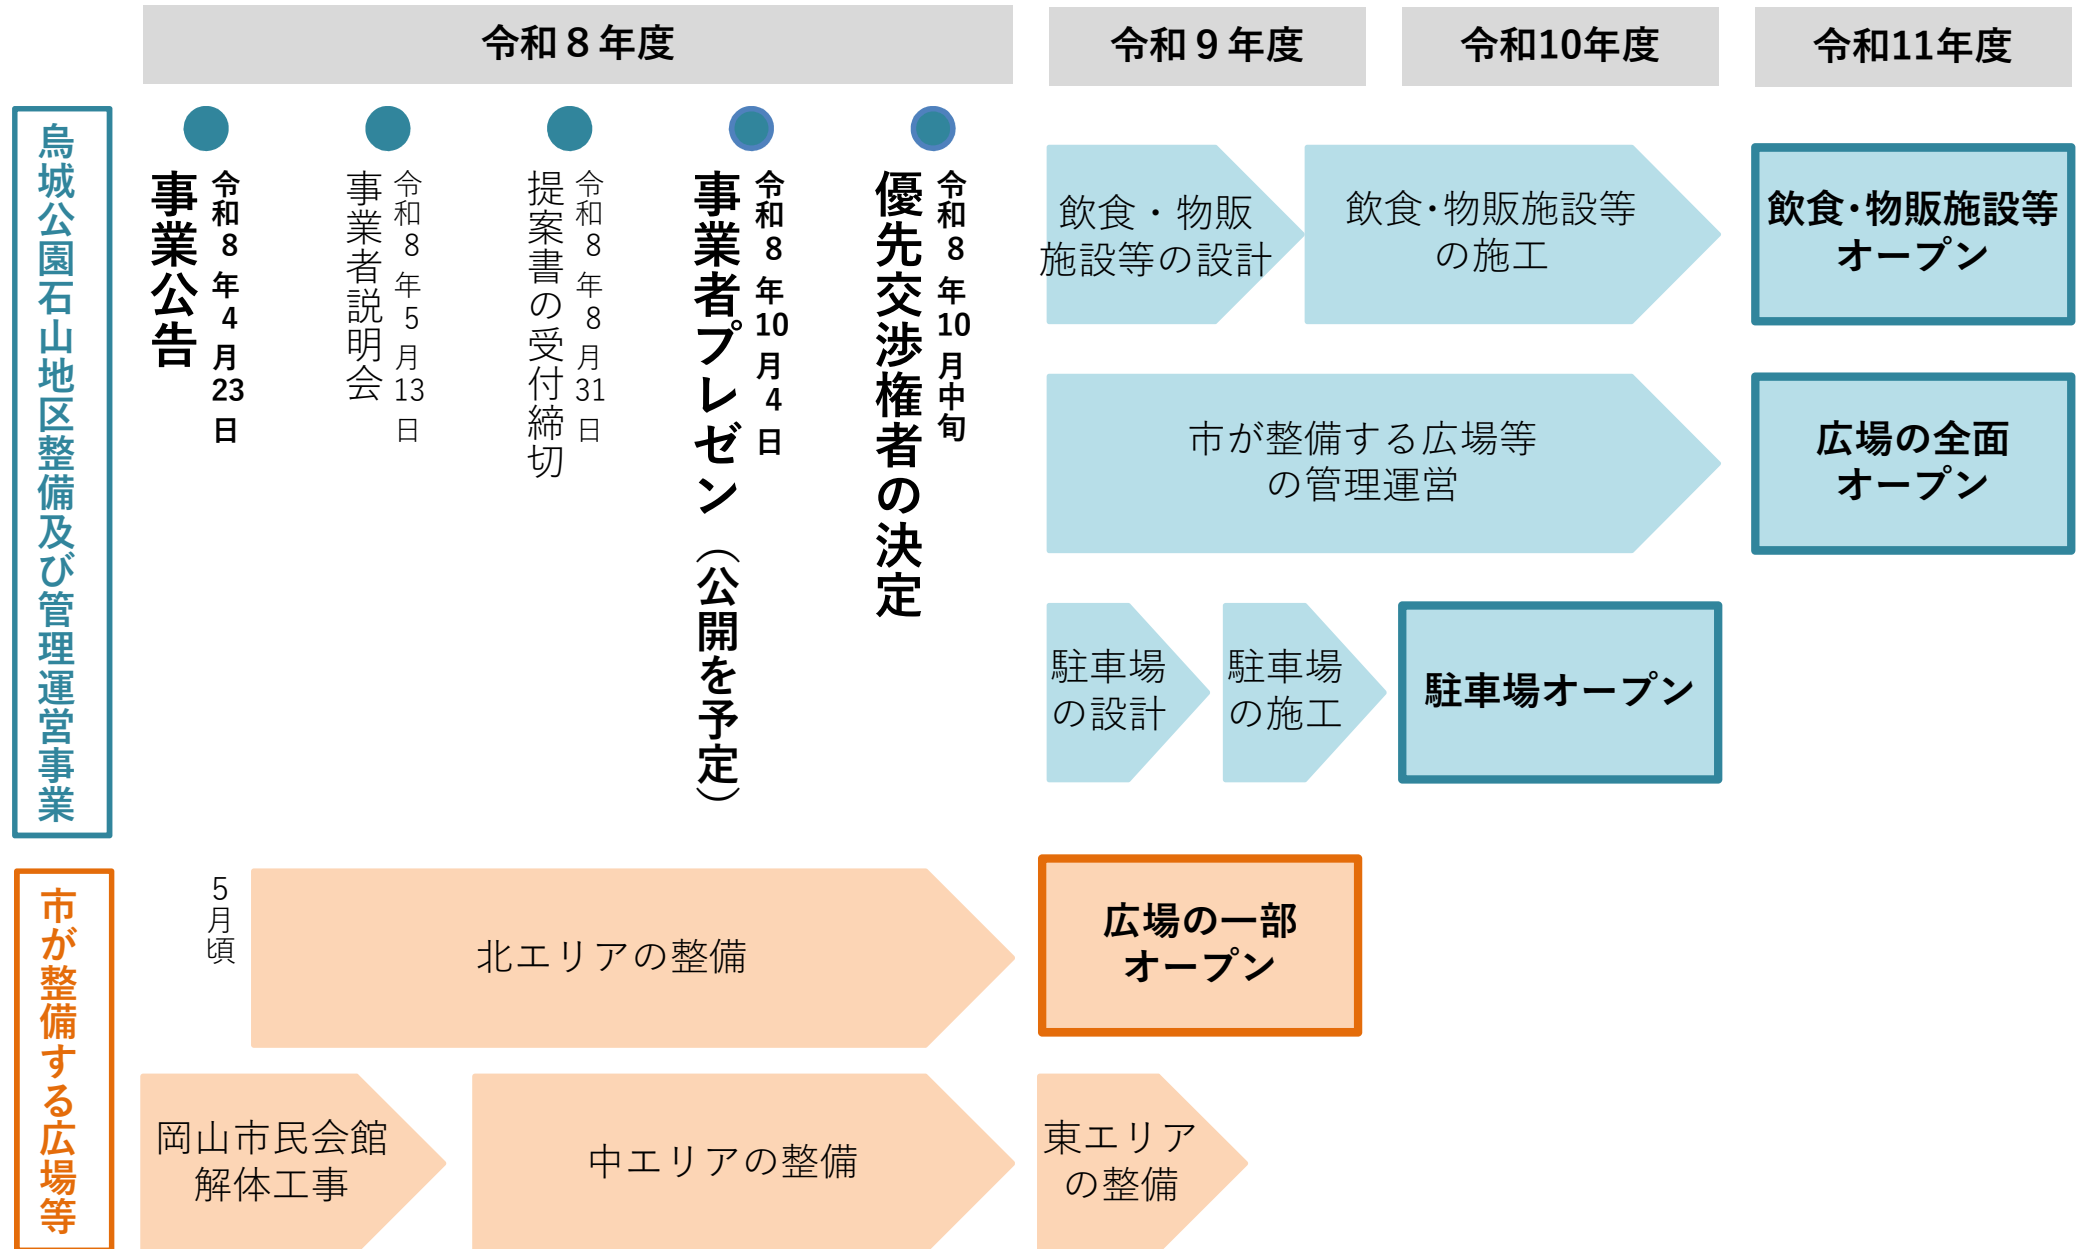 令和８年度
令和９年度
令和10年度
令和11年度
烏城公園石山地区整備及び管理運営事業
令和８年４月23日
事業公告
令和８年５月13日
事業者説明会
令和８年８月31日
提案書の受付締切
令和８年10月４日
事業者プレゼン（公開を予定）
令和８年10月中旬
優先交渉権者の決定
飲食・物販
施設等の設計
飲食・物販施設等
の施工
飲食・物販施設等
オープン
市が整備する広場等
の管理運営
広場の全面
オープン
駐車場
の設計
駐車場
の施工
駐車場オープン
市が整備する広場等
５月頃
北エリアの整備
広場の一部
オープン
岡山市民会館
解体工事
中エリアの整備
東エリア
の整備